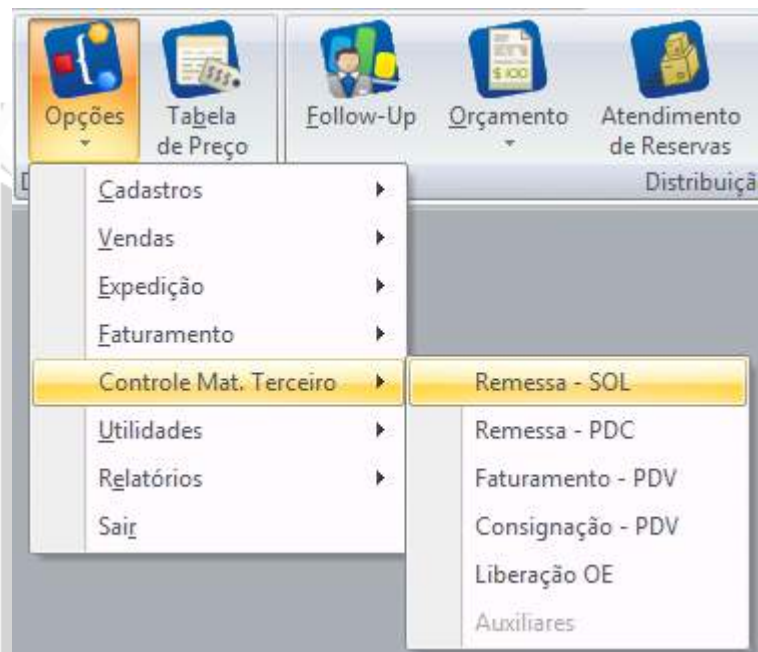 Opções
Tabela
de Preço
Follow-Up
Orçamento
Atendimento
de Reservas
$$$
$ 100
Distribuiçã
Cadastros
Vendas
Expedição
Faturamento
Controle Mat. Terceiro
Utilidades
Relatórios
Sair
Remessa - SOL
Remessa - PDC
Faturamento - PDV
Consignação - PDV
Liberação OE
Auxiliares